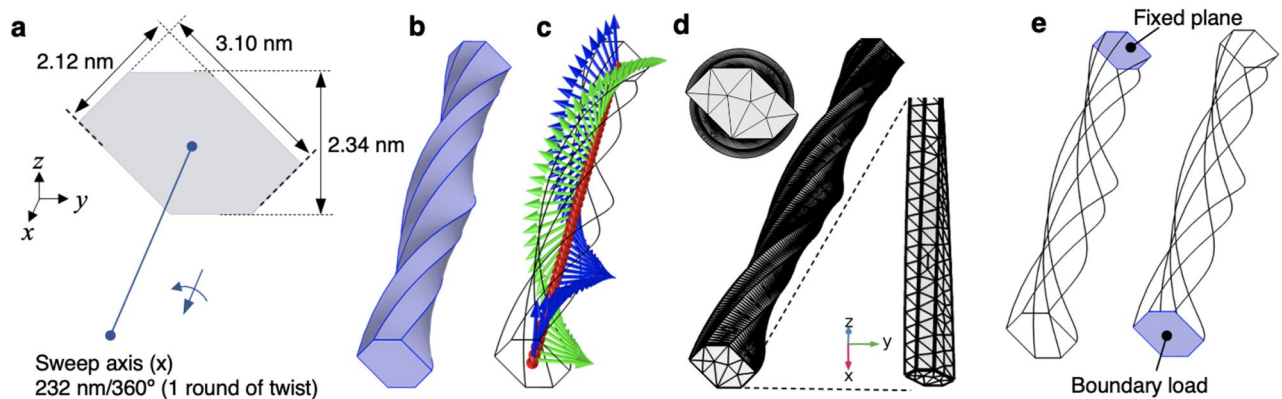 a
2.12 nm
3.10 nm
2.34 nm
z
y
x
Sweep axis (x)
232 nm/360º (1 round of twist)
b
c
d
z
y
x
e
Fixed plane
Boundary load